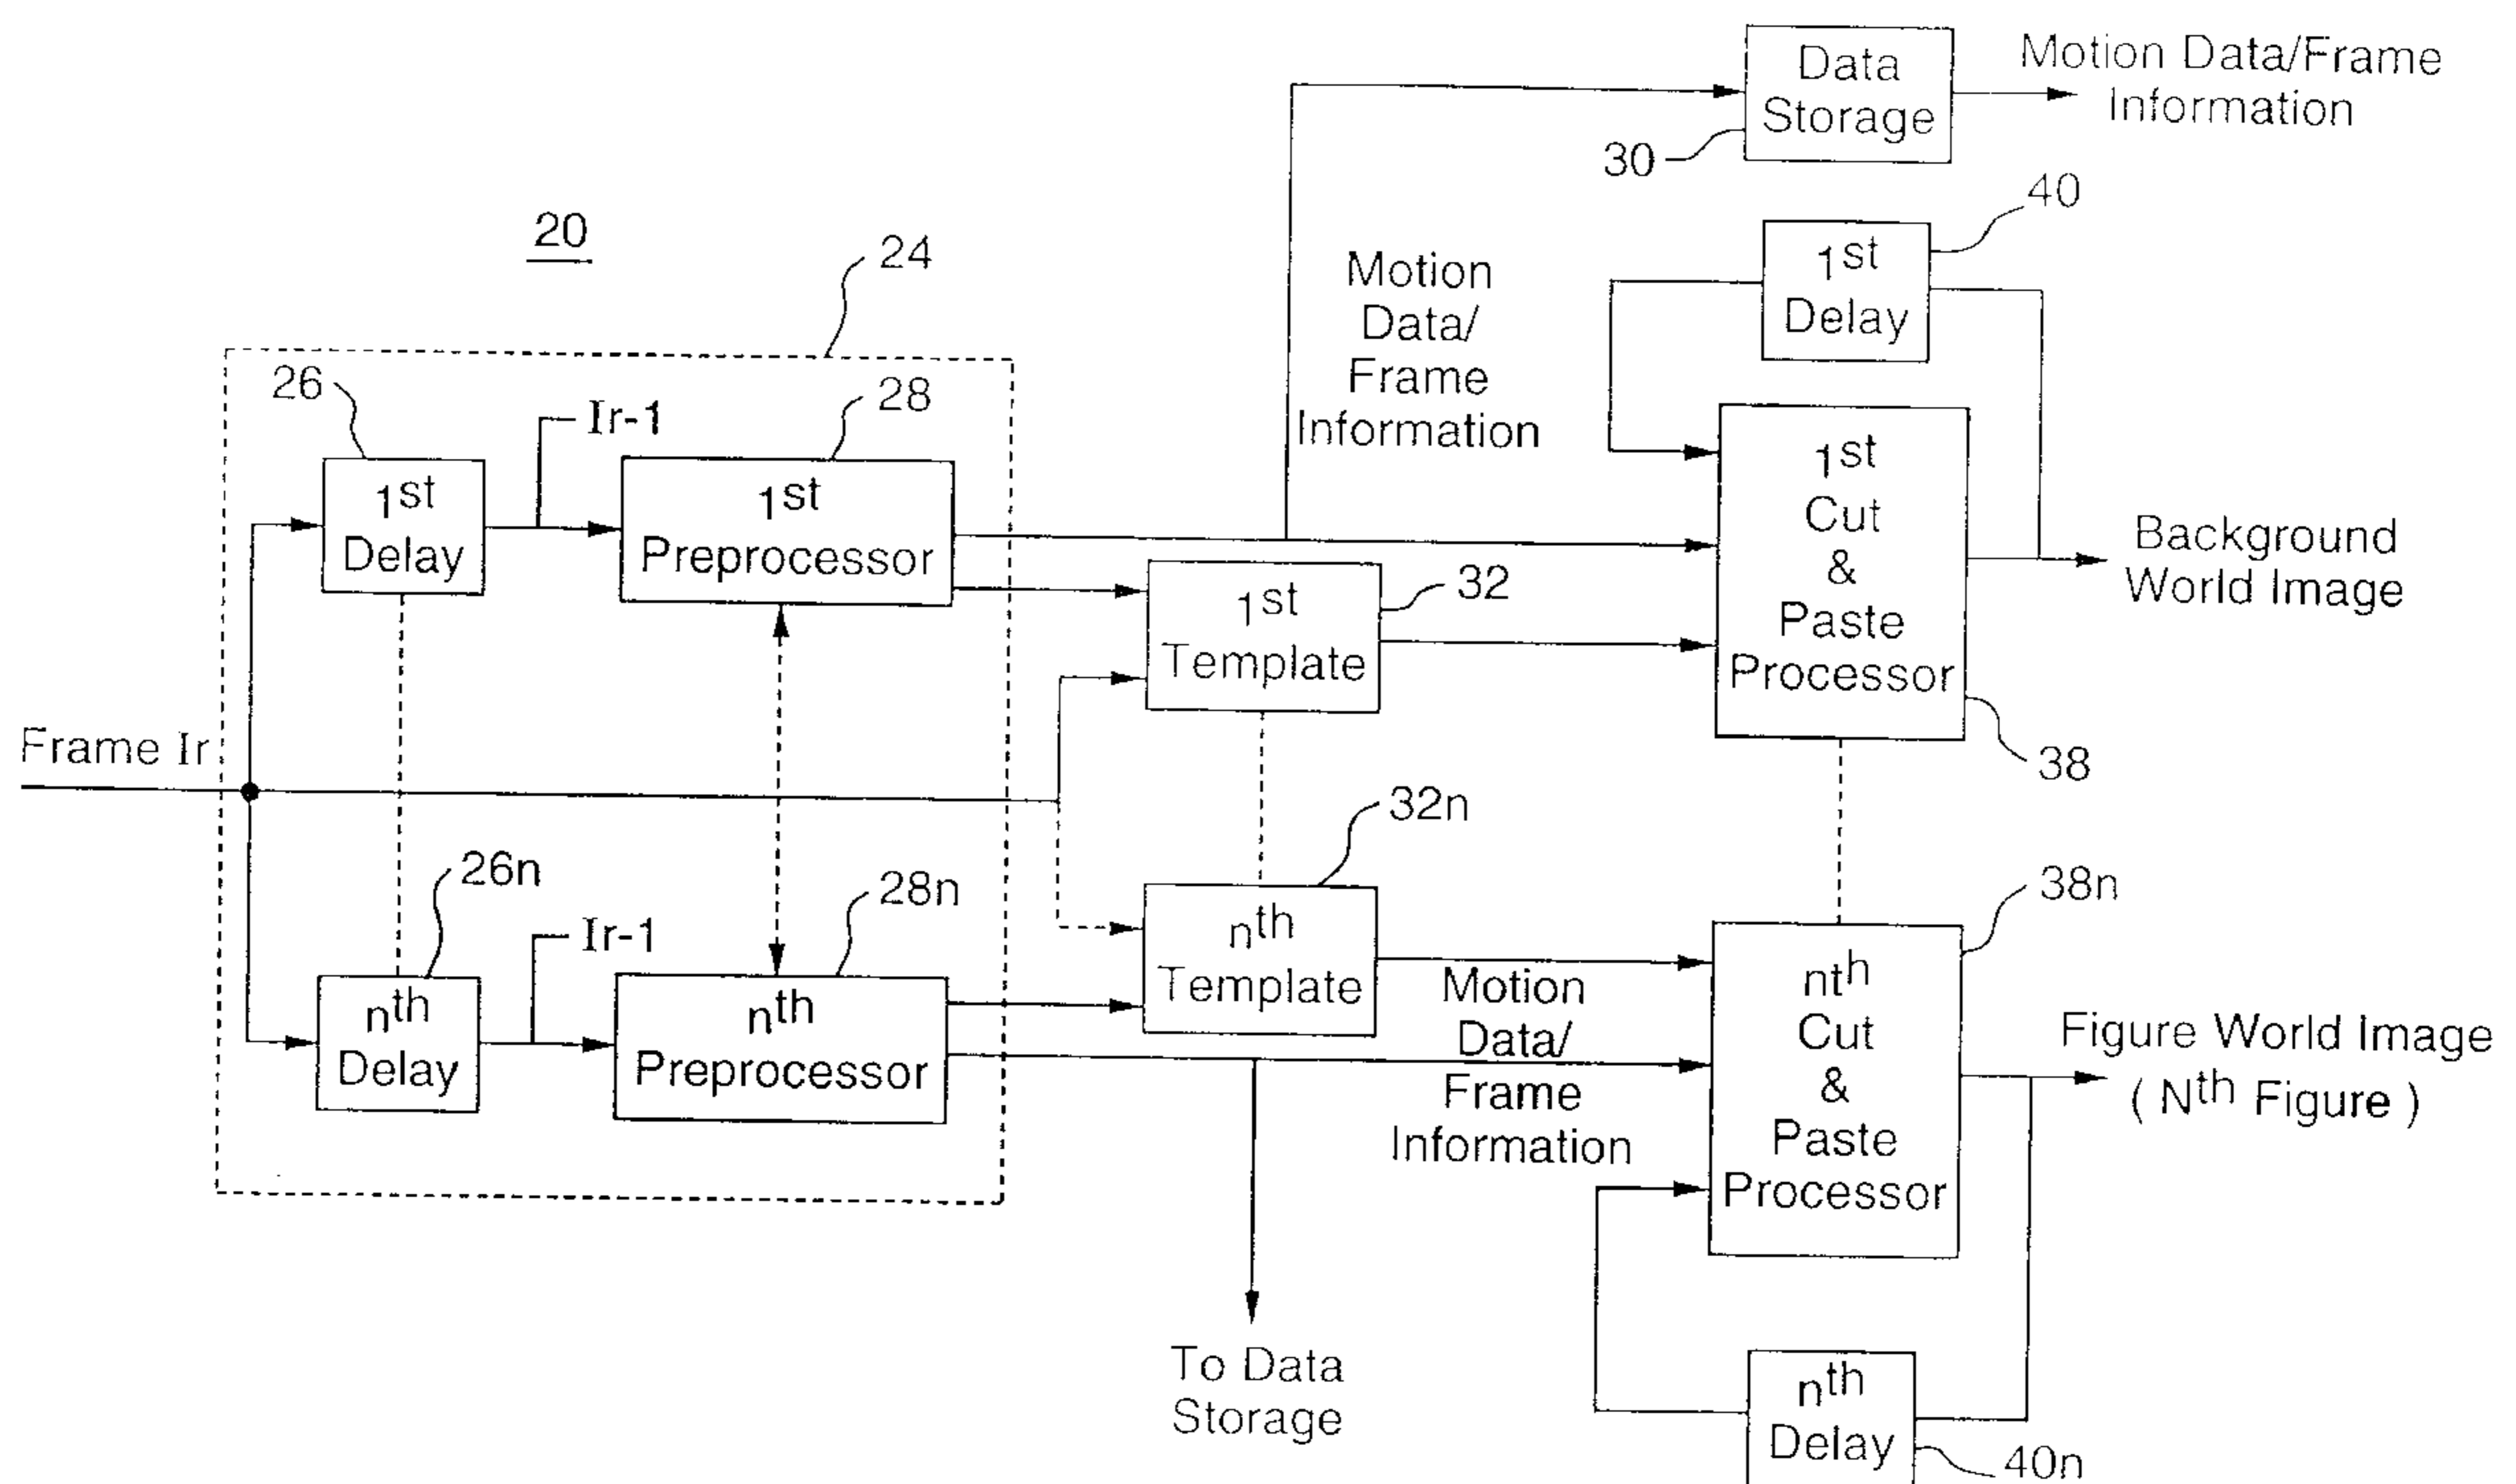 Data
Storage
Motion Data/Frame
Information
30
40
20
24
1st
Delay
Motion
Data/
Frame
Information
26
Ir-1
28
1st
Delay
1st
Preprocessor
1st
Cut
&
Paste
Processor
Background
World Image
1st
Template
32
38
Frame Ir
32n
26n
28n
38n
Ir-1
nth
Template
nth
Delay
nth
Preprocessor
Motion
Data/
Frame
Information
nth
Cut
&
Paste
Processor
Figure World Image
( Nth Figure )
To Data
Storage
nth
Delay
40n